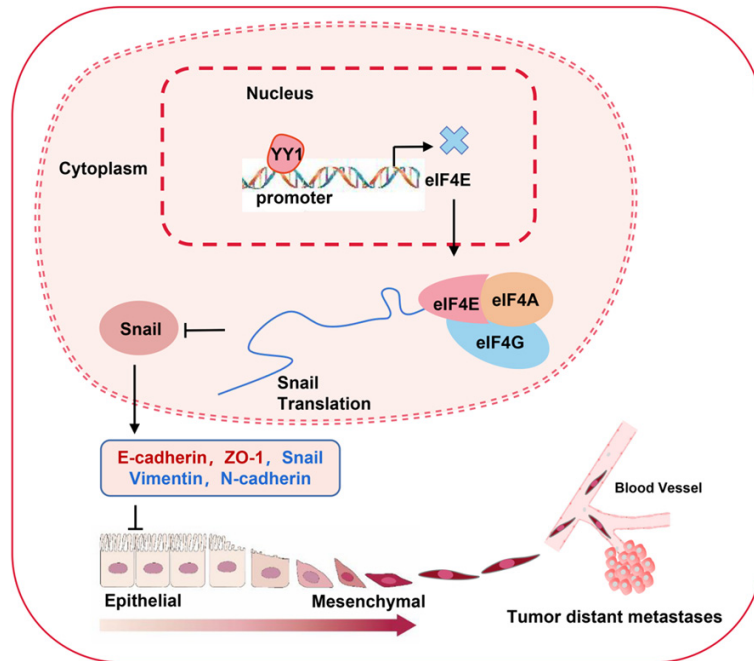 Nucleus
Cytoplasm
YY1
promoter
eIF4E
eIF4E
eIF4A
eIF4G
Snail
Snail
Translation
E-cadherin, ZO-1, Snail
Vimentin, N-cadherin
Blood Vessel
Epithelial
Mesenchymal
Tumor distant metastases